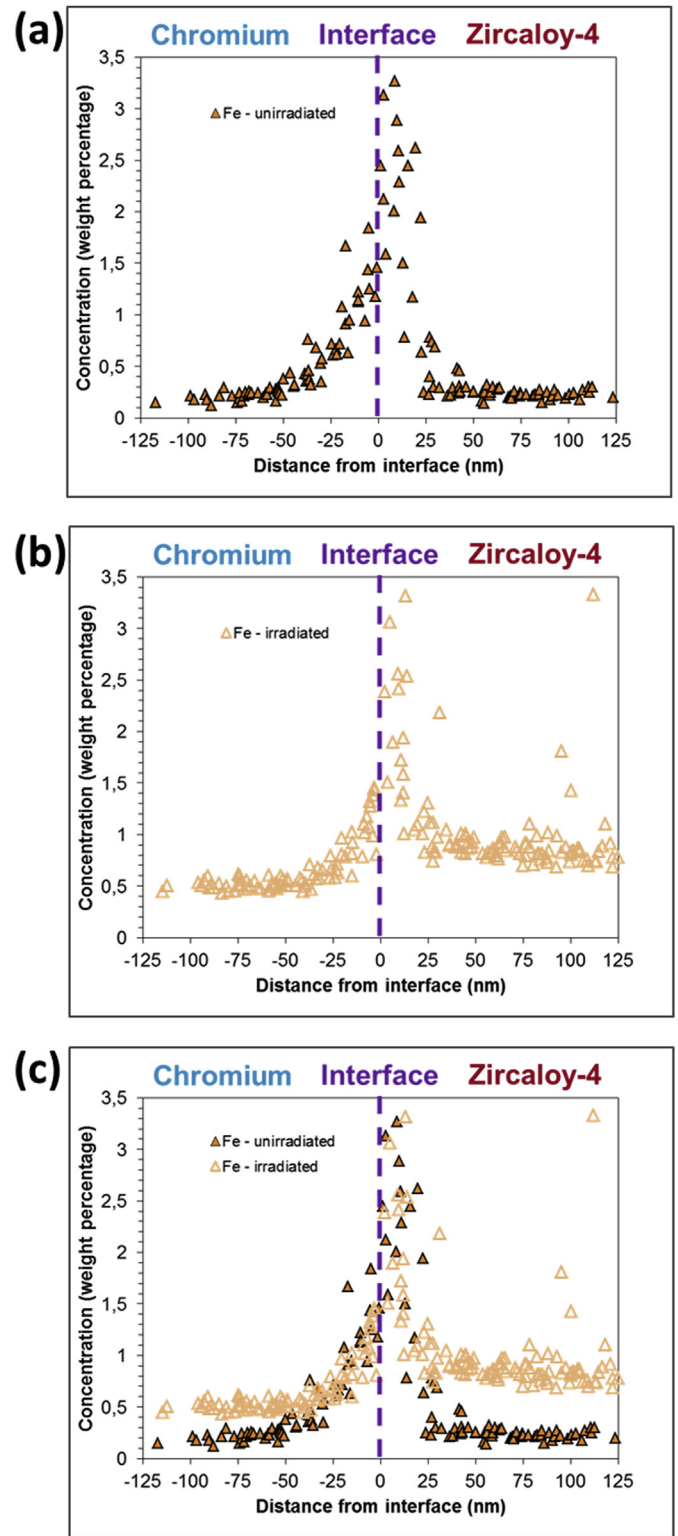 (a)
Chromium Interface Zircaloy-4
Concentration (weight percentage)
3,5
3
2,5
2
1,5
1
0,5
0
Fe - unirradiated
-125 -100 -75 -50 -25 0 25 50 75 100 125
Distance from interface (nm)
(b)
Chromium Interface Zircaloy-4
Concentration (weight percentage)
3,5
3
2,5
2
1,5
1
0,5
0
Fe - irradiated
-125 -100 -75 -50 -25 0 25 50 75 100 125
Distance from interface (nm)
(c)
Chromium Interface Zircaloy-4
Concentration (weight percentage)
3,5
3
2,5
2
1,5
1
0,5
0
Fe - unirradiated
Fe - irradiated
-125 -100 -75 -50 -25 0 25 50 75 100 125
Distance from interface (nm)